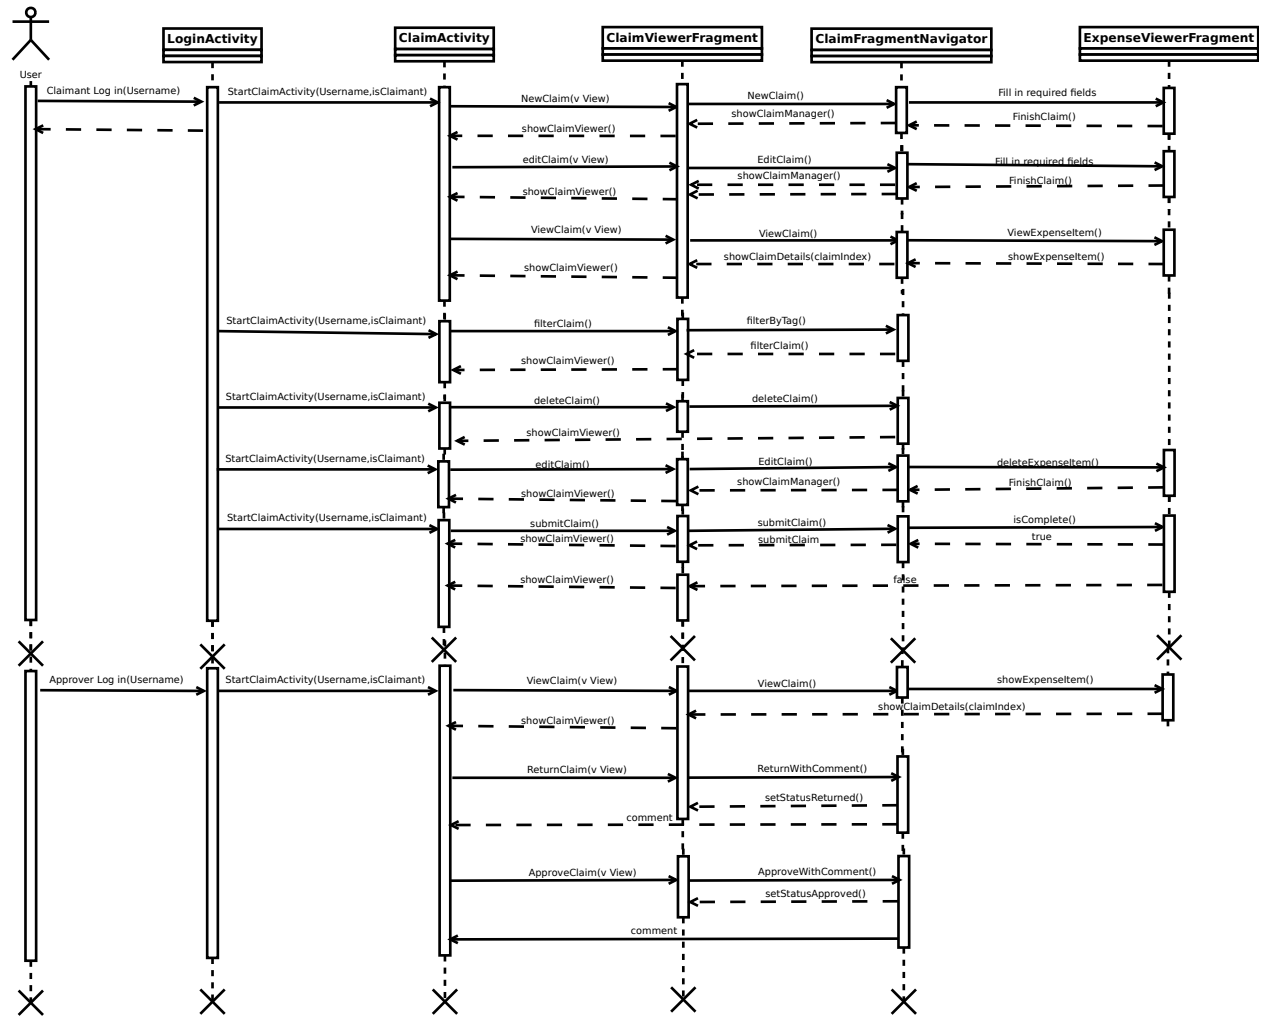 LoginActivity
ClaimActivity
ClaimViewerFragment
ClaimFragmentNavigator
ExpenseViewerFragment
User
Claimant Log in(Username)
StartClaimActivity(Username,isClaimant)
NewClaim(v View)
NewClaim()
Fill in required fields
showClaimManager()
FinishClaim()
showClaimViewer()
editClaim(v View)
EditClaim()
Fill in required fields
showClaimManager()
FinishClaim()
showClaimViewer()
ViewClaim(v View)
ViewClaim()
ViewExpenseItem()
showClaimDetails(claimIndex)
showExpenseItem()
showClaimViewer()
StartClaimActivity(Username,isClaimant)
filterClaim()
filterByTag()
filterClaim()
showClaimViewer()
StartClaimActivity(Username,isClaimant)
deleteClaim()
deleteClaim()
showClaimViewer()
StartClaimActivity(Username,isClaimant)
editClaim()
EditClaim()
deleteExpenseItem()
showClaimManager()
FinishClaim()
showClaimViewer()
StartClaimActivity(Username,isClaimant)
submitClaim()
submitClaim()
isComplete()
showClaimViewer()
submitClaim
true
showClaimViewer()
false
Approver Log in(Username)
StartClaimActivity(Username,isClaimant)
ViewClaim(v View)
ViewClaim()
showExpenseItem()
showClaimDetails(claimIndex)
showClaimViewer()
ReturnClaim(v View)
ReturnWithComment()
setStatusReturned()
comment
ApproveClaim(v View)
ApproveWithComment()
setStatusApproved()
comment